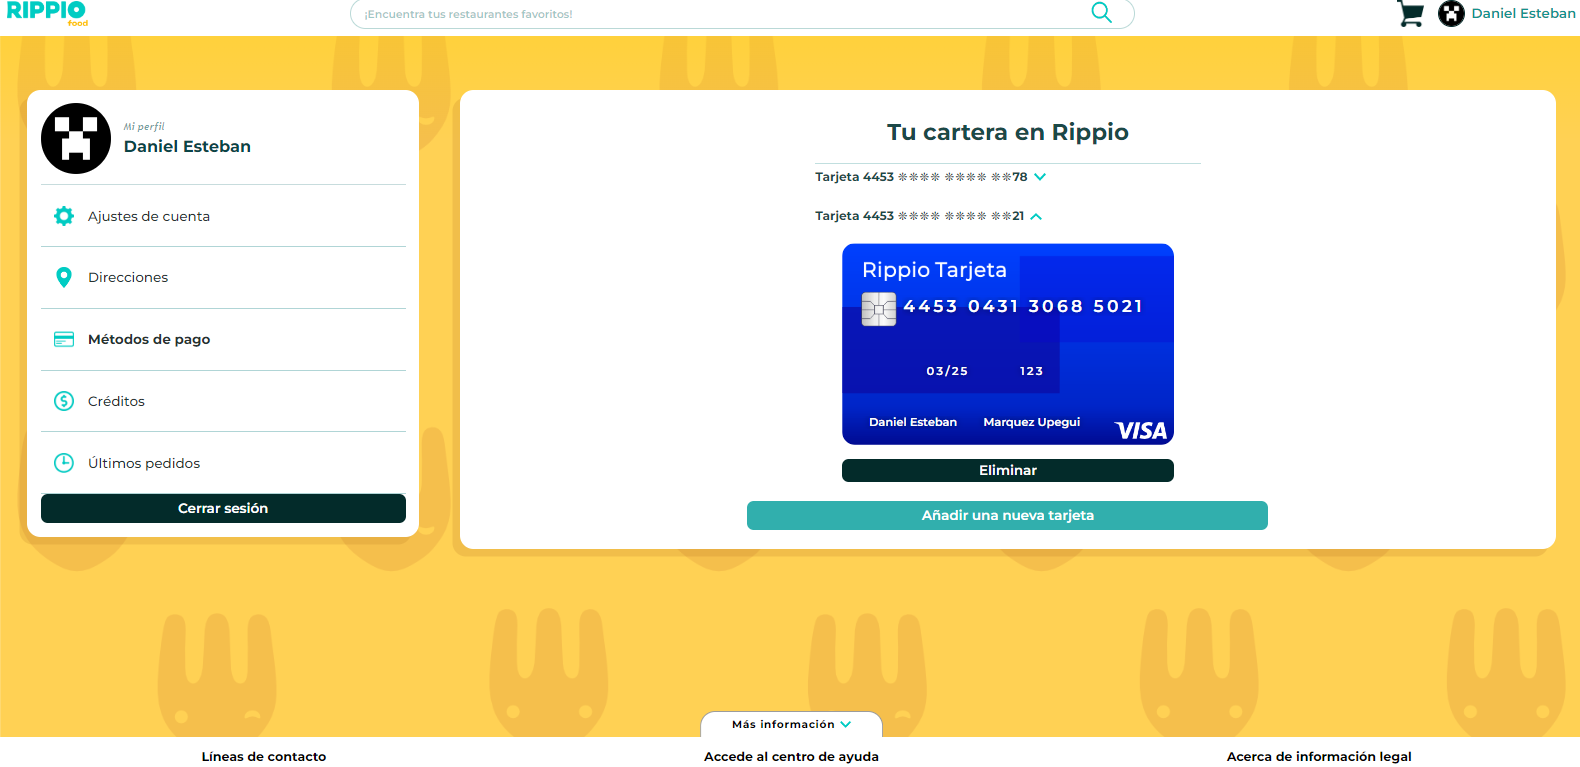 RIPPIO
food
¡Encuentra tus restaurantes favoritos!
Daniel Esteban
Mi perfil
Daniel Esteban
Ajustes de cuenta
Direcciones
Métodos de pago
Créditos
Últimos pedidos
Cerrar sesión
Tu cartera en Rippio
Tarjeta 4453 ❊❊❊❊ ❊❊❊❊ ❊❊78
Tarjeta 4453 ❊❊❊❊ ❊❊❊❊ ❊❊21
Rippio Tarjeta
4453 0431 3068 5021
03/25 123
Daniel Esteban Marquez Upegui
VISA
Eliminar
Añadir una nueva tarjeta
Más información
Líneas de contacto
Accede al centro de ayuda
Acerca de información legal